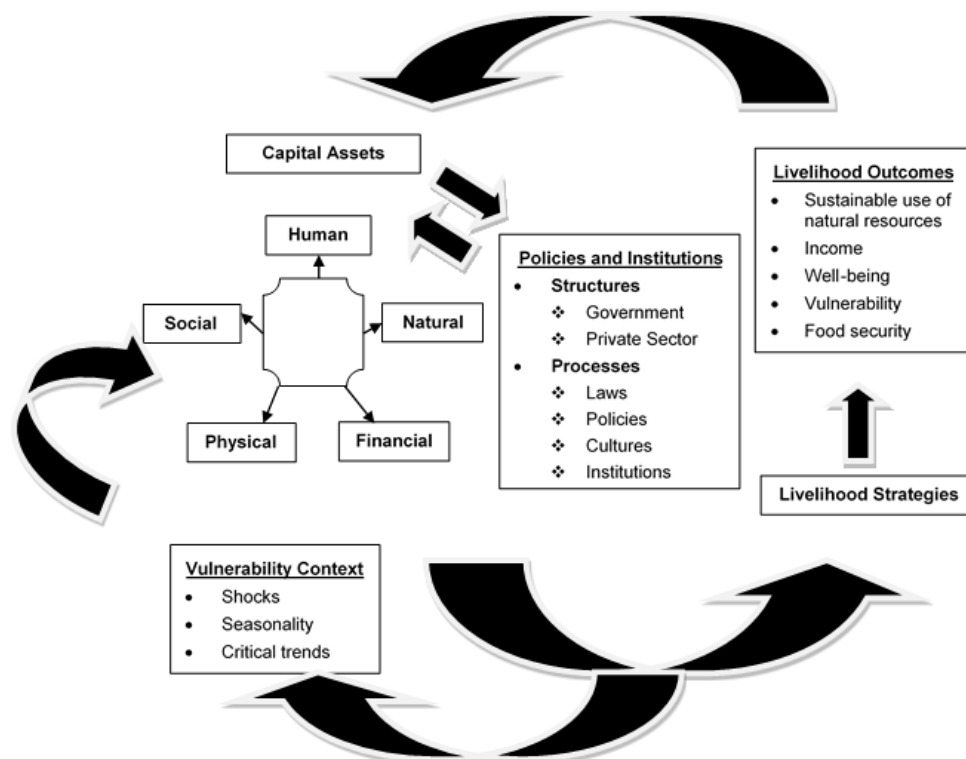 Capital Assets
Human
Social
Natural
Physical
Financial
Policies and Institutions
• Structures
❖ Government
❖ Private Sector
• Processes
❖ Laws
❖ Policies
❖ Cultures
❖ Institutions
Livelihood Outcomes
• Sustainable use of
natural resources
• Income
• Well-being
• Vulnerability
• Food security
Livelihood Strategies
Vulnerability Context
• Shocks
• Seasonality
• Critical trends